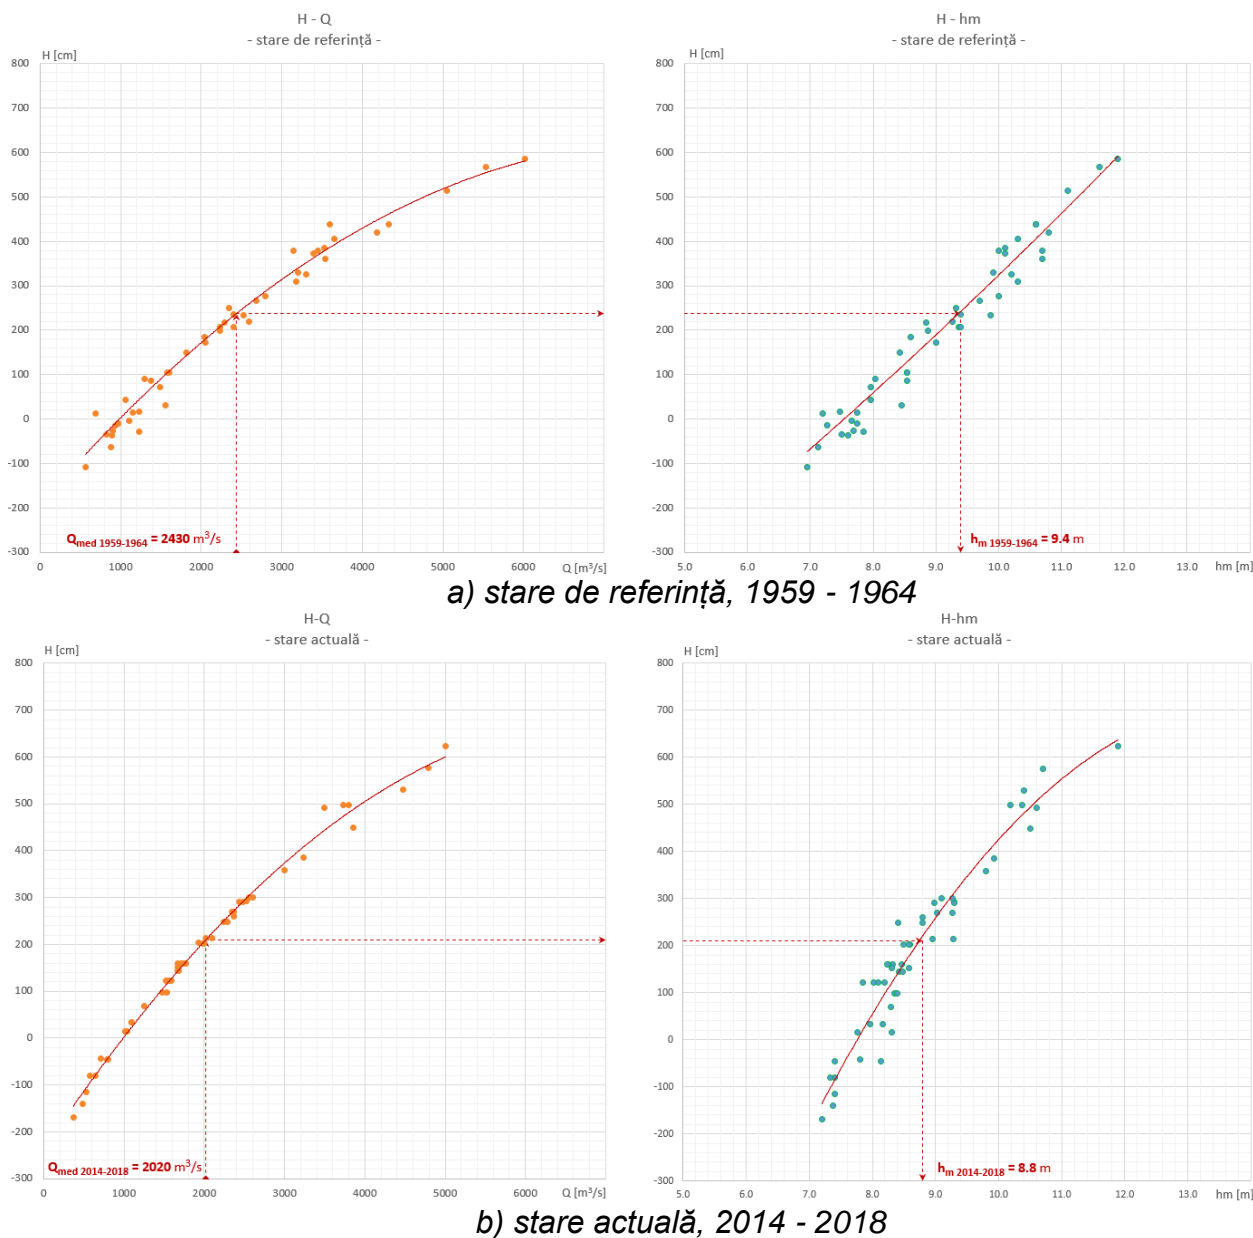 H - Q
- stare de referință -
H [cm]
800
700
600
500
400
300
200
100
0
-100
-200
-300
Qmed 1959-1964 = 2430 m³/s
0 1000 2000 3000 4000 5000 6000 Q [m³/s]
H - hm
- stare de referință -
H [cm]
800
700
600
500
400
300
200
100
0
-100
-200
-300
hm 1959-1964 = 9.4 m
5.0 6.0 7.0 8.0 9.0 10.0 11.0 12.0 13.0 hm [m]
a) stare de referință, 1959 - 1964
H-Q
- stare actuală -
H [cm]
800
700
600
500
400
300
200
100
0
-100
-200
-300
Qmed 2014-2018 = 2020 m³/s
0 1000 2000 3000 4000 5000 6000 Q [m³/s]
H-hm
- stare actuală -
H [cm]
800
700
600
500
400
300
200
100
0
-100
-200
-300
hm 2014-2018 = 8.8 m
5.0 6.0 7.0 8.0 9.0 10.0 11.0 12.0 13.0 hm [m]
b) stare actuală, 2014 - 2018